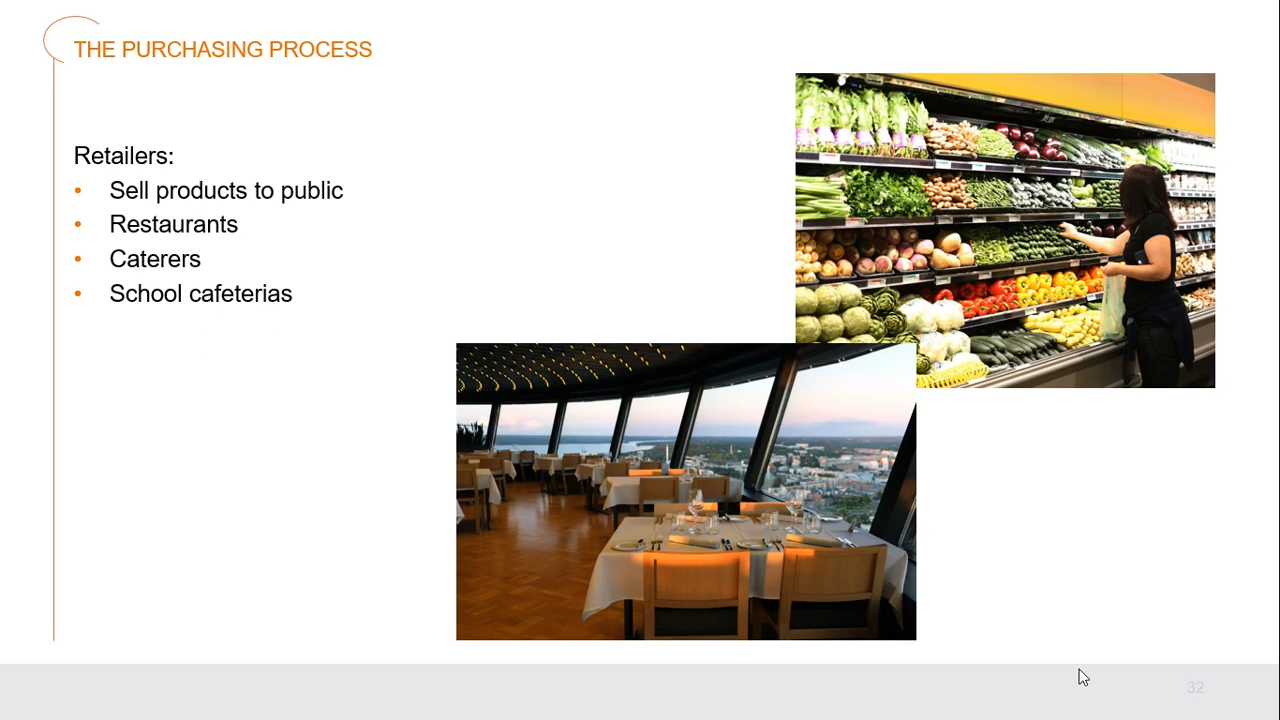 THE PURCHASING PROCESS
Retailers:
• Sell products to public
• Restaurants
• Caterers
• School cafeterias
32